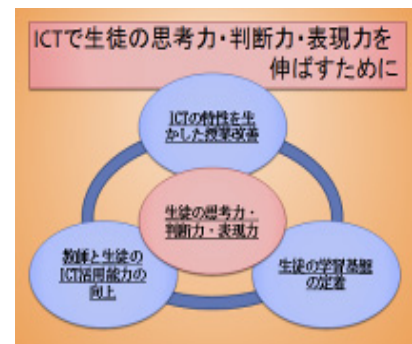 ICTで生徒の思考力・判断力・表現力を
伸ばすために
ICTの特性を生
かした授業改善
生徒の思考力・
判断力・表現力
教師と生徒の
ICT活用能力の
向上
生徒の学習基盤
の定着